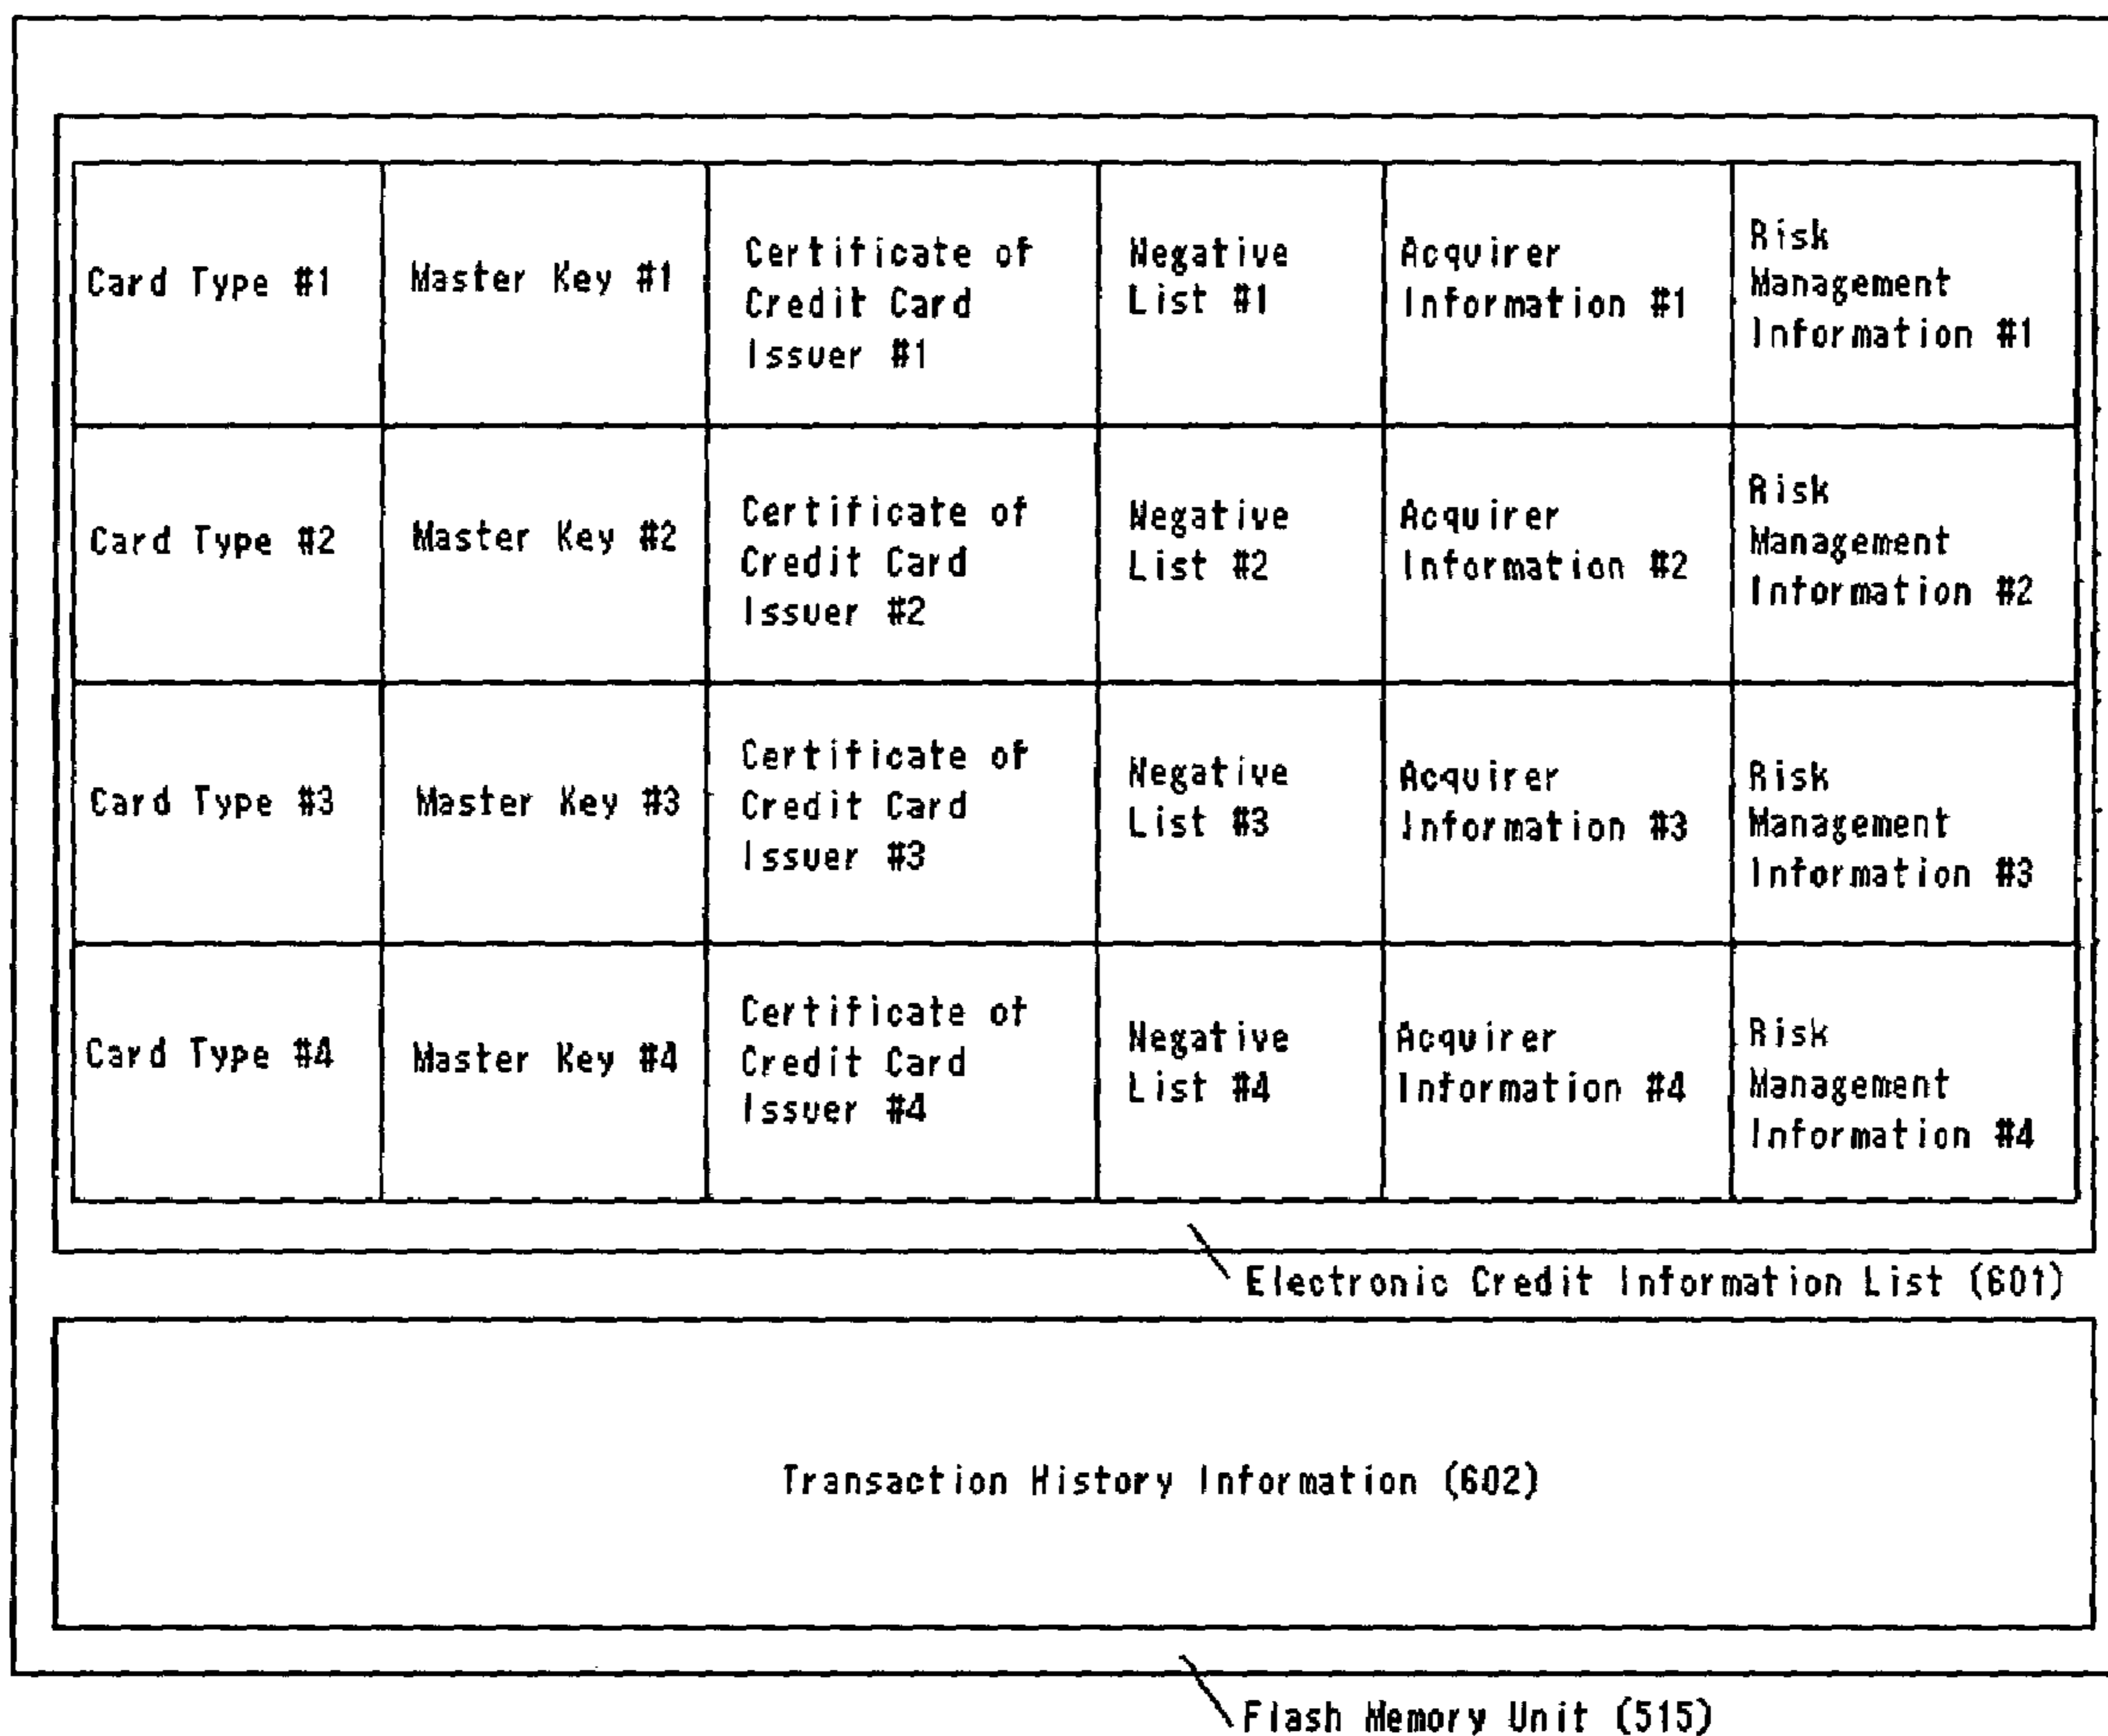 Card Type #1
Master Key #1
Certificate of
Credit Card
Issuer #1
Negative
List #1
Acquirer
Information #1
Risk
Management
Information #1
Card Type #2
Master Key #2
Certificate of
Credit Card
Issuer #2
Negative
List #2
Acquirer
Information #2
Risk
Management
Information #2
Card Type #3
Master Key #3
Certificate of
Credit Card
Issuer #3
Negative
List #3
Acquirer
Information #3
Risk
Management
Information #3
Card Type #4
Master Key #4
Certificate of
Credit Card
Issuer #4
Negative
List #4
Acquirer
Information #4
Risk
Management
Information #4
Electronic Credit Information List (601)
Transaction History Information (602)
Flash Memory Unit (515)